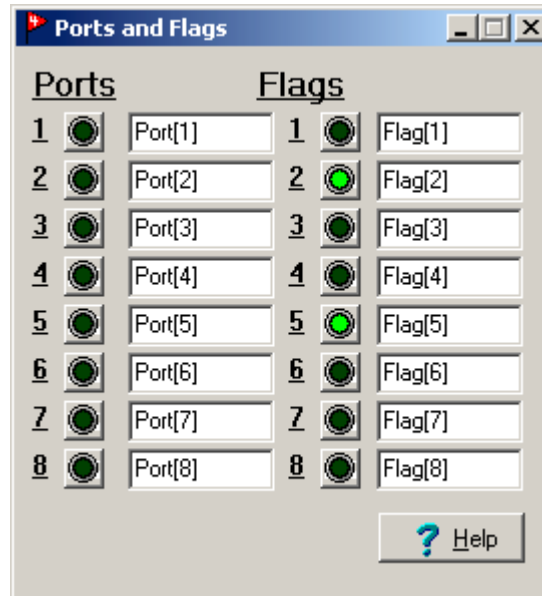 Ports and Flags
Ports Flags
1 Port[1] 1 Flag[1]
2 Port[2] 2 Flag[2]
3 Port[3] 3 Flag[3]
4 Port[4] 4 Flag[4]
5 Port[5] 5 Flag[5]
6 Port[6] 6 Flag[6]
7 Port[7] 7 Flag[7]
8 Port[8] 8 Flag[8]
? Help